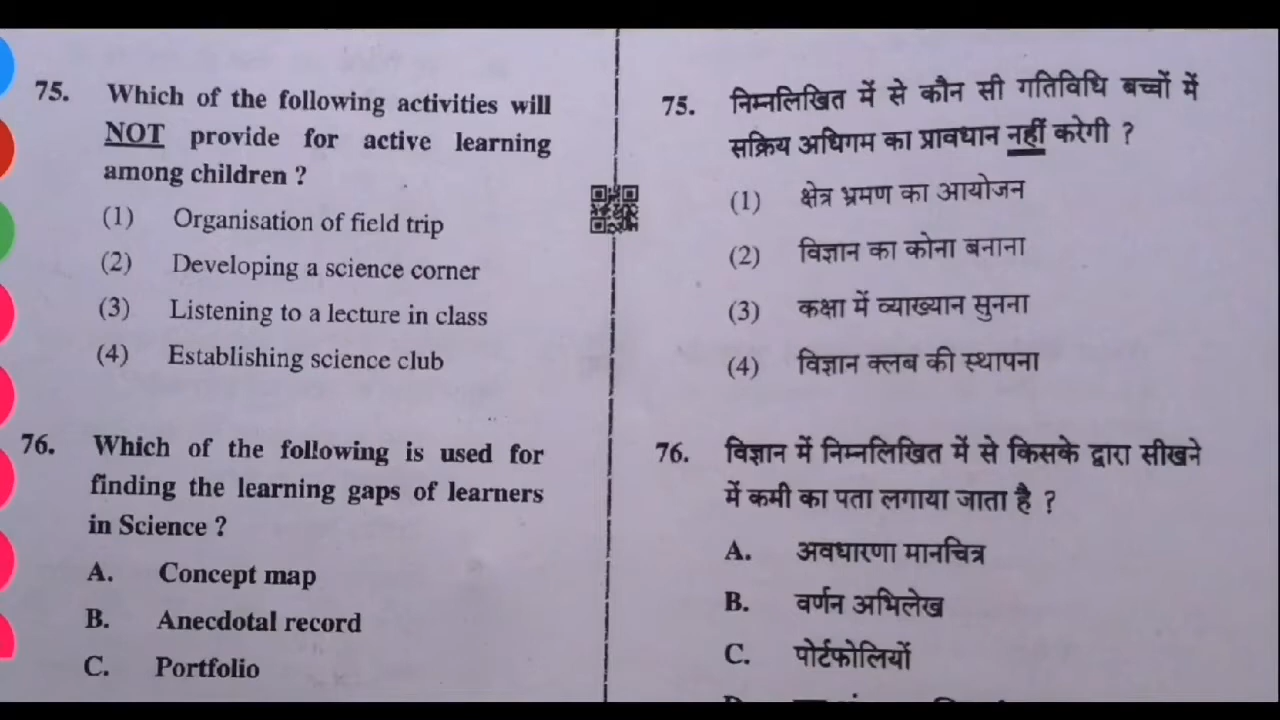 75. Which of the following activities will
NOT provide for active learning
among children ?
(1) Organisation of field trip
(2) Developing a science corner
(3) Listening to a lecture in class
(4) Establishing science club
76. Which of the following is used for
finding the learning gaps of learners
in Science ?
A. Concept map
B. Anecdotal record
C. Portfolio
75. निम्नलिखित में से कौन सी गतिविधि बच्चों में
सक्रिय अधिगम का प्रावधान नहीं करेगी ?
(1) क्षेत्र भ्रमण का आयोजन
(2) विज्ञान का कोना बनाना
(3) कक्षा में व्याख्यान सुनना
(4) विज्ञान क्लब की स्थापना
76. विज्ञान में निम्नलिखित में से किसके द्वारा सीखने
में कमी का पता लगाया जाता है ?
A. अवधारणा मानचित्र
B. वर्णन अभिलेख
C. पोर्टफोलियों